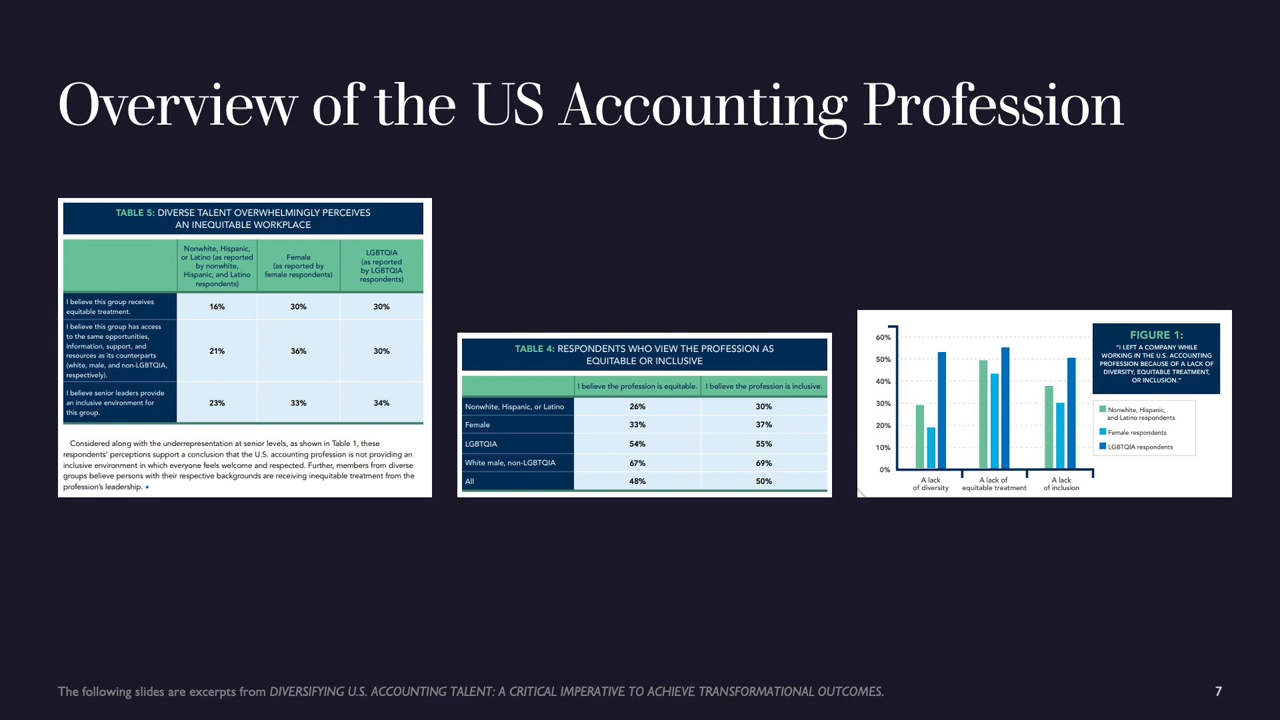 Overview of the US Accounting Profession
TABLE 5: DIVERSE TALENT OVERWHELMINGLY PERCEIVES
AN INEQUITABLE WORKPLACE
Nonwhite, Hispanic,
or Latino (as reported
by nonwhite,
Hispanic, and Latino
respondents)
Female
(as reported by
female respondents)
LGBTQIA
(as reported
by LGBTQIA
respondents)
I believe this group receives
equitable treatment.
16%
30%
30%
I believe this group has access
to the same opportunities,
information, support, and
resources as its counterparts
(white, male, and non-LGBTQIA,
respectively).
21%
36%
30%
I believe senior leaders provide
an inclusive environment for
this group.
23%
33%
34%
Considered along with the underrepresentation at senior levels, as shown in Table 1, these
respondents' perceptions support a conclusion that the U.S. accounting profession is not providing an
inclusive environment in which everyone feels welcome and respected. Further, members from diverse
groups believe persons with their respective backgrounds are receiving inequitable treatment from the
profession's leadership.
TABLE 4: RESPONDENTS WHO VIEW THE PROFESSION AS
EQUITABLE OR INCLUSIVE
I believe the profession is equitable. I believe the profession is inclusive.
Nonwhite, Hispanic, or Latino 26% 30%
Female 33% 37%
LGBTQIA 54% 55%
White male, non-LGBTQIA 67% 69%
All 48% 50%
FIGURE 1:
"I LEFT A COMPANY WHILE
WORKING IN THE U.S. ACCOUNTING
PROFESSION BECAUSE OF A LACK OF
DIVERSITY, EQUITABLE TREATMENT,
OR INCLUSION."
60%
50%
40%
30%
20%
10%
0%
A lack
of diversity
A lack of
equitable treatment
A lack
of inclusion
Nonwhite, Hispanic,
and Latino respondents
Female respondents
LGBTQIA respondents
The following slides are excerpts from DIVERSIFYING U.S. ACCOUNTING TALENT: A CRITICAL IMPERATIVE TO ACHIEVE TRANSFORMATIONAL OUTCOMES.
7